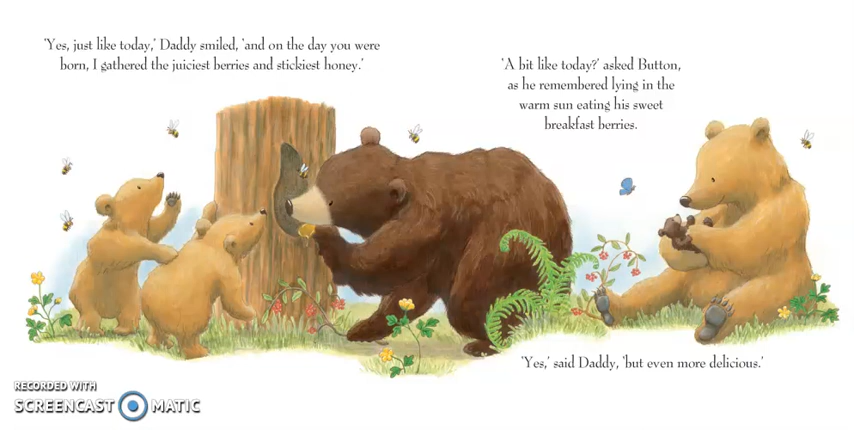 'Yes, just like today,' Daddy smiled, 'and on the day you were
born, I gathered the juiciest berries and stickiest honey.'
'A bit like today?' asked Button,
as he remembered lying in the
warm sun eating his sweet
breakfast berries.
'Yes,' said Daddy, 'but even more delicious.'
RECORDED WITH
SCREENCAST MATIC